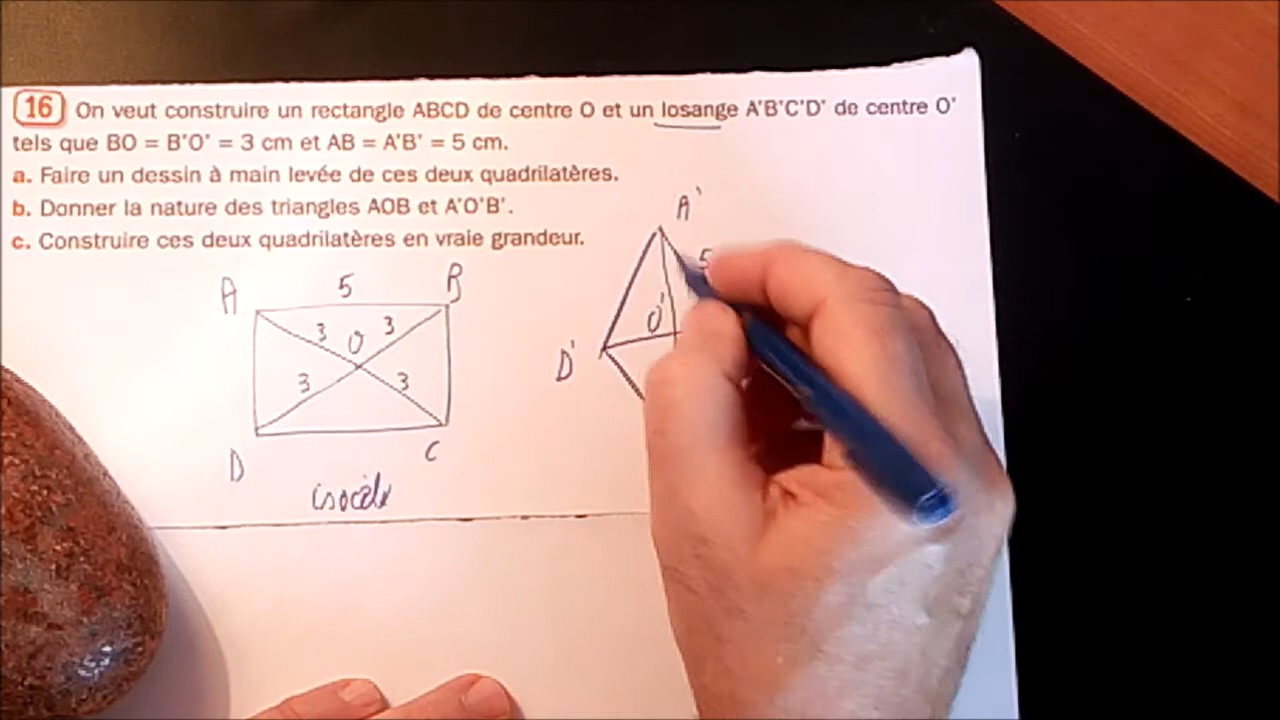 16 On veut construire un rectangle ABCD de centre O et un losange A'B'C'D' de centre O'
tels que BO = B'O' = 3 cm et AB = A'B' = 5 cm.
a. Faire un dessin à main levée de ces deux quadrilatères.
b. Donner la nature des triangles AOB et A'O'B'.
c. Construire ces deux quadrilatères en vraie grandeur.
A 5 B
3 O 3
3 3
D C
isocèle
A'
5
O'
D'